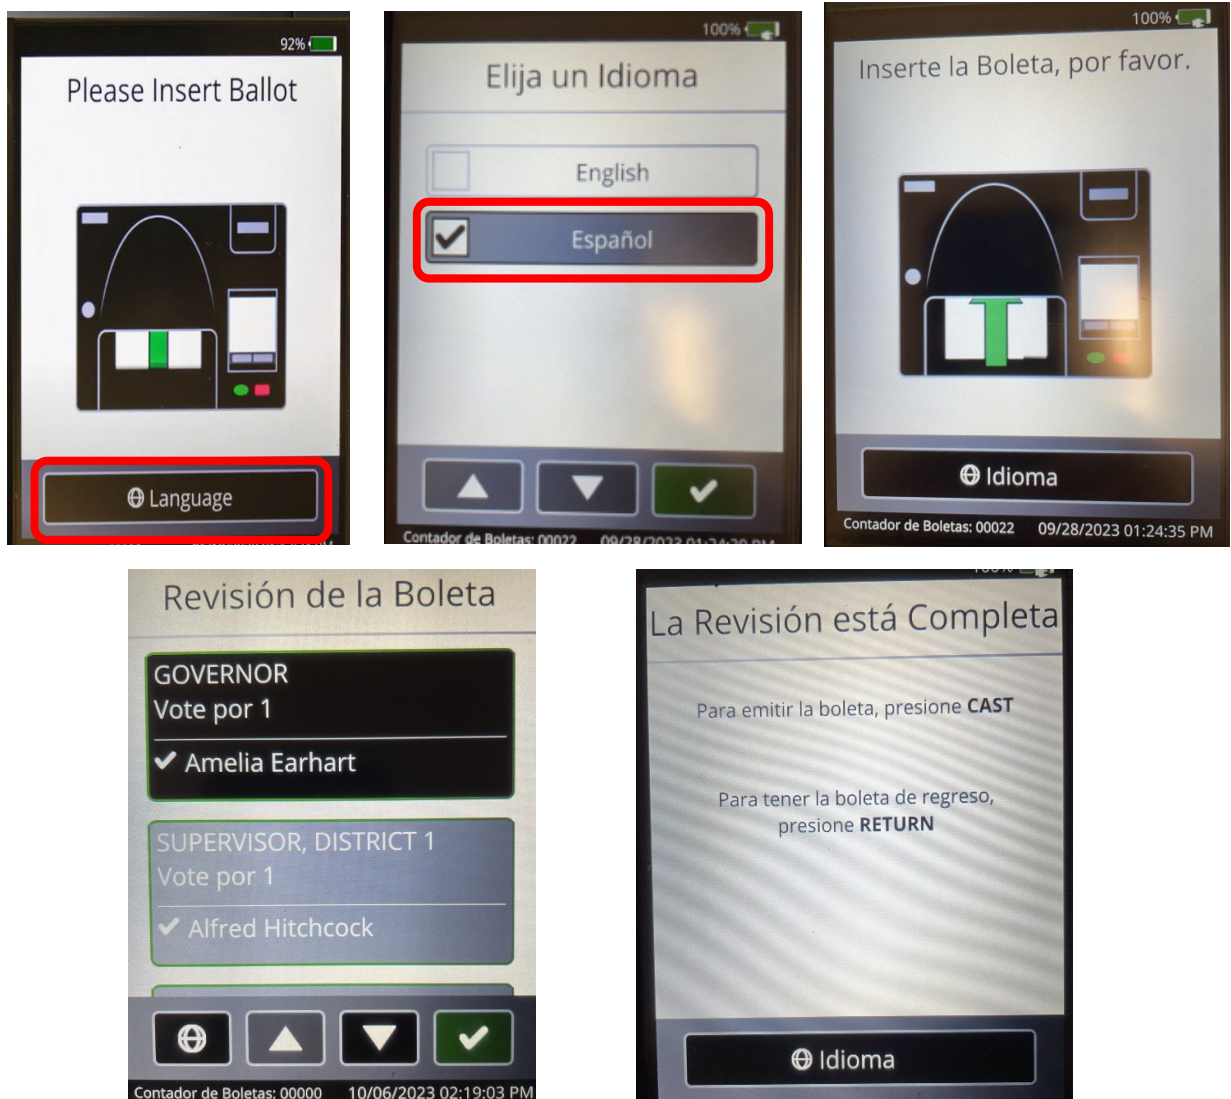 92%
Please Insert Ballot
Language
100%
Elija un Idioma
English
Español
Contador de Boletas: 00022
100%
Inserte la Boleta, por favor.
Idioma
Contador de Boletas: 00022 09/28/2023 01:24:35 PM
Revisión de la Boleta
GOVERNOR
Vote por 1
Amelia Earhart
SUPERVISOR, DISTRICT 1
Vote por 1
Alfred Hitchcock
Contador de Boletas: 00000 10/06/2023 02:19:03 PM
La Revisión está Completa
Para emitir la boleta, presione CAST
Para tener la boleta de regreso,
presione RETURN
Idioma